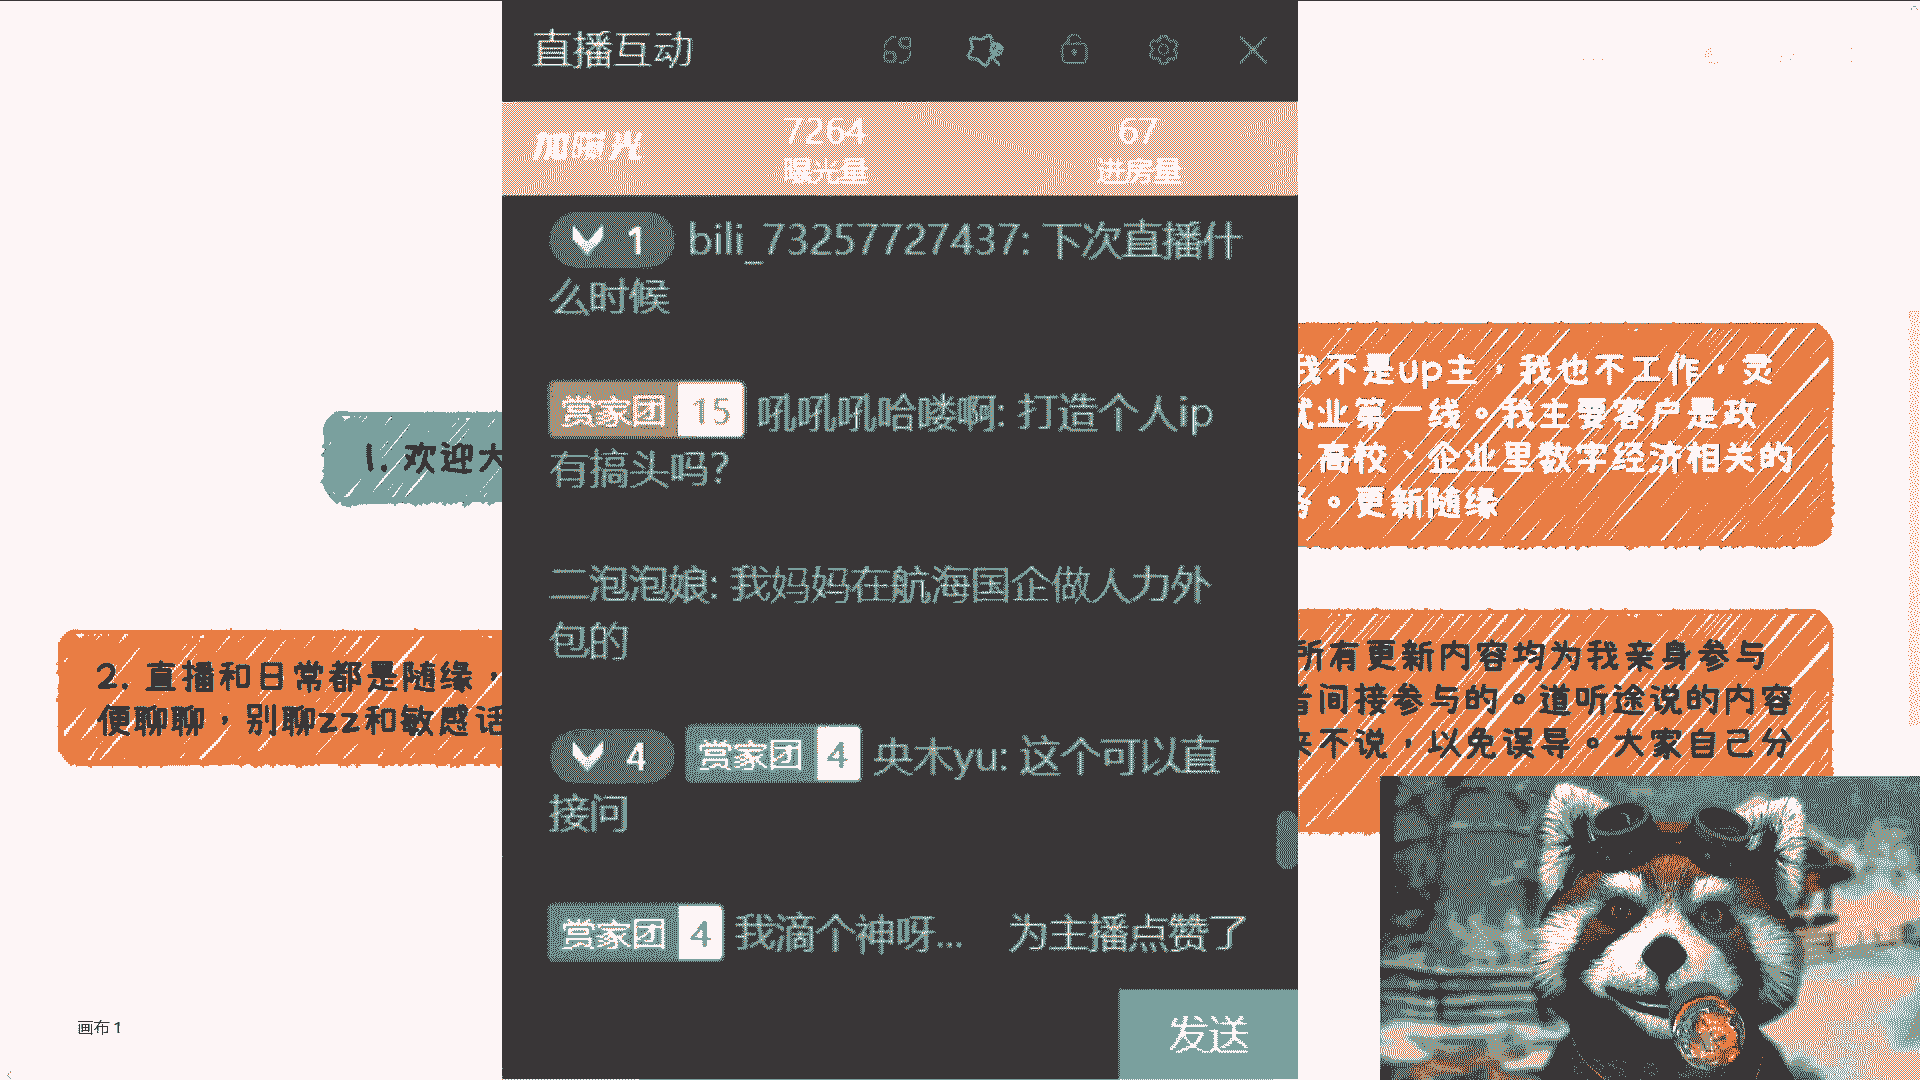 直播互动
加曝光
7264
曝光量
67
进房量
1 bili_73257727437: 下次直播什
么时候
赏家团 15 吼吼吼哈喽啊: 打造个人ip
有搞头吗?
二泡泡娘: 我妈妈在航海国企做人力外
包的
4 赏家团 4 央木yu: 这个可以直
接问
赏家团 4 我滴个神呀... 为主播点赞了
发送
1. 欢迎大
2. 直播和日常都是随缘，
便聊聊，别聊zz和敏感话
我不是up主，我也不工作，灵
就业第一线。我主要客户是政
、高校、企业里数字经济相关的
务。更新随缘
所有更新内容均为我亲身参与
者间接参与的。道听途说的内容
来不说，以免误导。大家自己分
画布 1